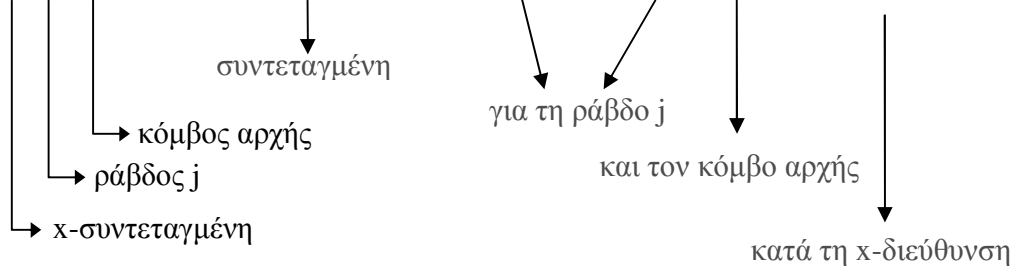 συντεταγμένη
για τη ράβδο j
κόμβος αρχής
και τον κόμβο αρχής
ράβδος j
x-συντεταγμένη
κατά τη x-διεύθυνση